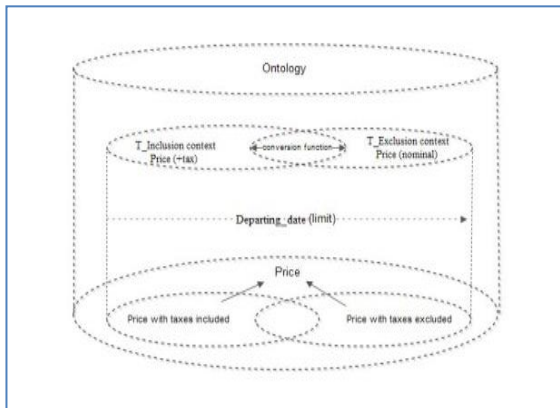 Ontology
T_Inclusion context
Price (+tax)
conversion function
T_Exclusion context
Price (nominal)
Departing_date (limit)
Price
Price with taxes included
Price with taxes excluded